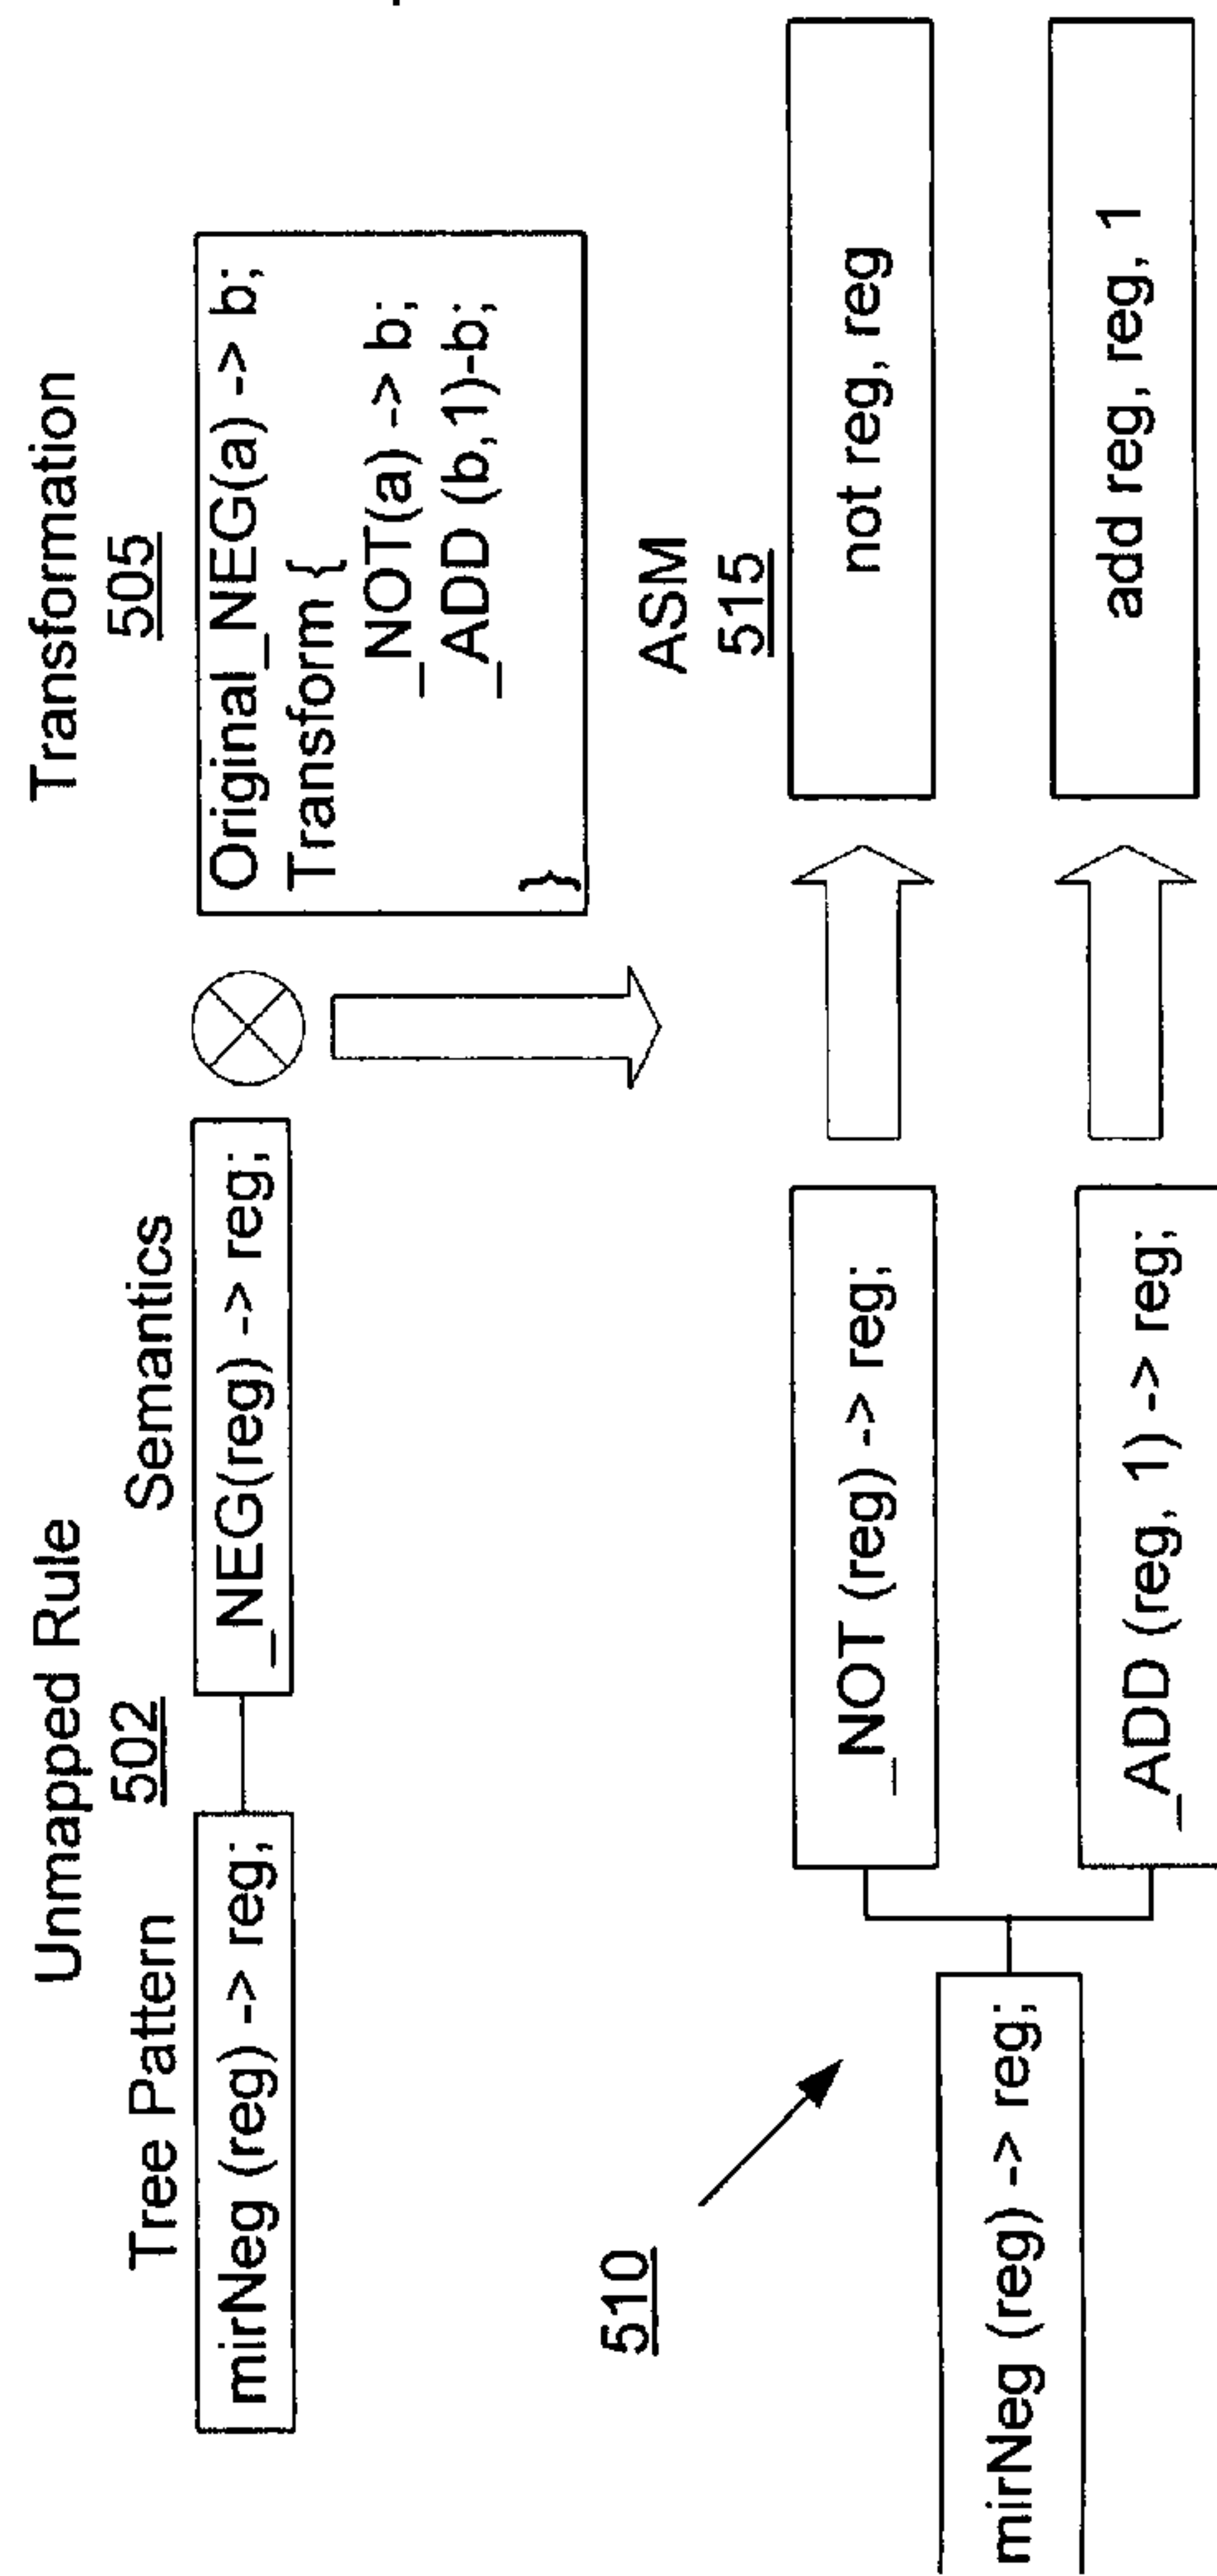 Unmapped Rule
502
Tree Pattern
Semantics
mirNeg (reg) -> reg;
_NEG(reg) -> reg;
Transformation
505
Original_NEG(a) -> b;
Transform {
_NOT(a) -> b;
_ADD (b,1)-b;
}
510
mirNeg (reg) -> reg;
_NOT (reg) -> reg;
_ADD (reg, 1) -> reg;
ASM
515
not reg, reg
add reg, reg, 1